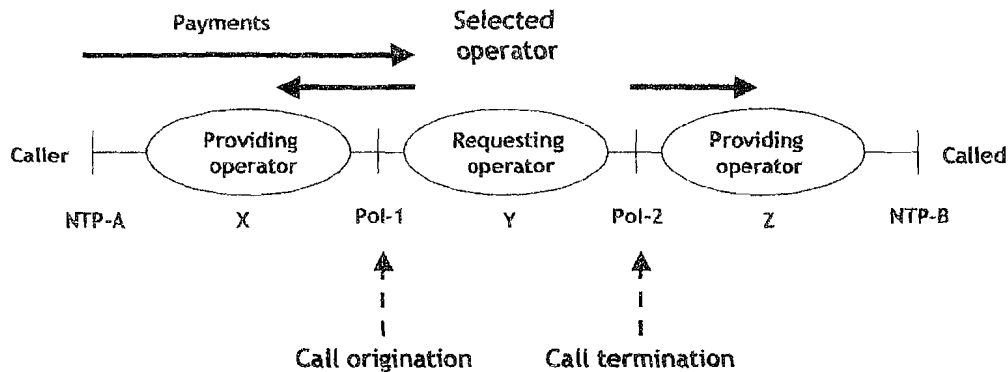 Payments
Selected
operator
Caller
Providing
operator
Requesting
operator
Providing
operator
Called
NTP-A
X
PoI-1
Y
PoI-2
Z
NTP-B
Call origination
Call termination